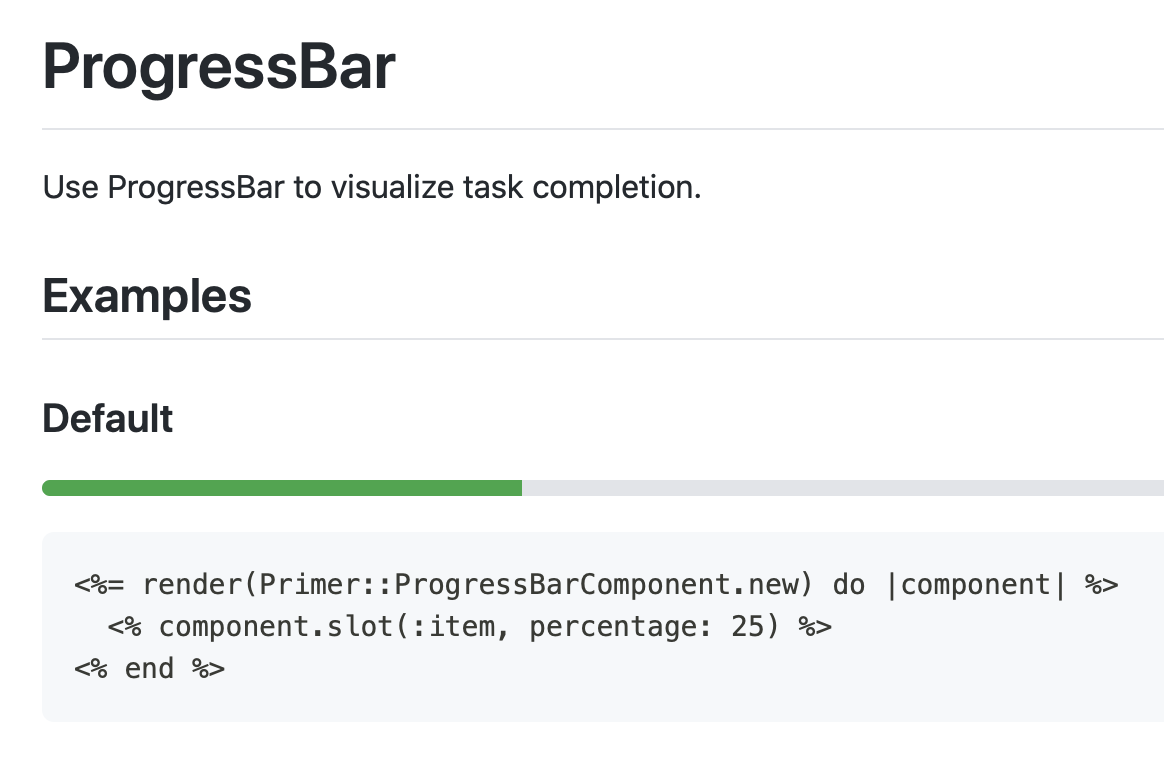 ProgressBar
Use ProgressBar to visualize task completion.
Examples
Default
<%= render(Primer::ProgressBarComponent.new) do |component| %>
  <% component.slot(:item, percentage: 25) %>
<% end %>